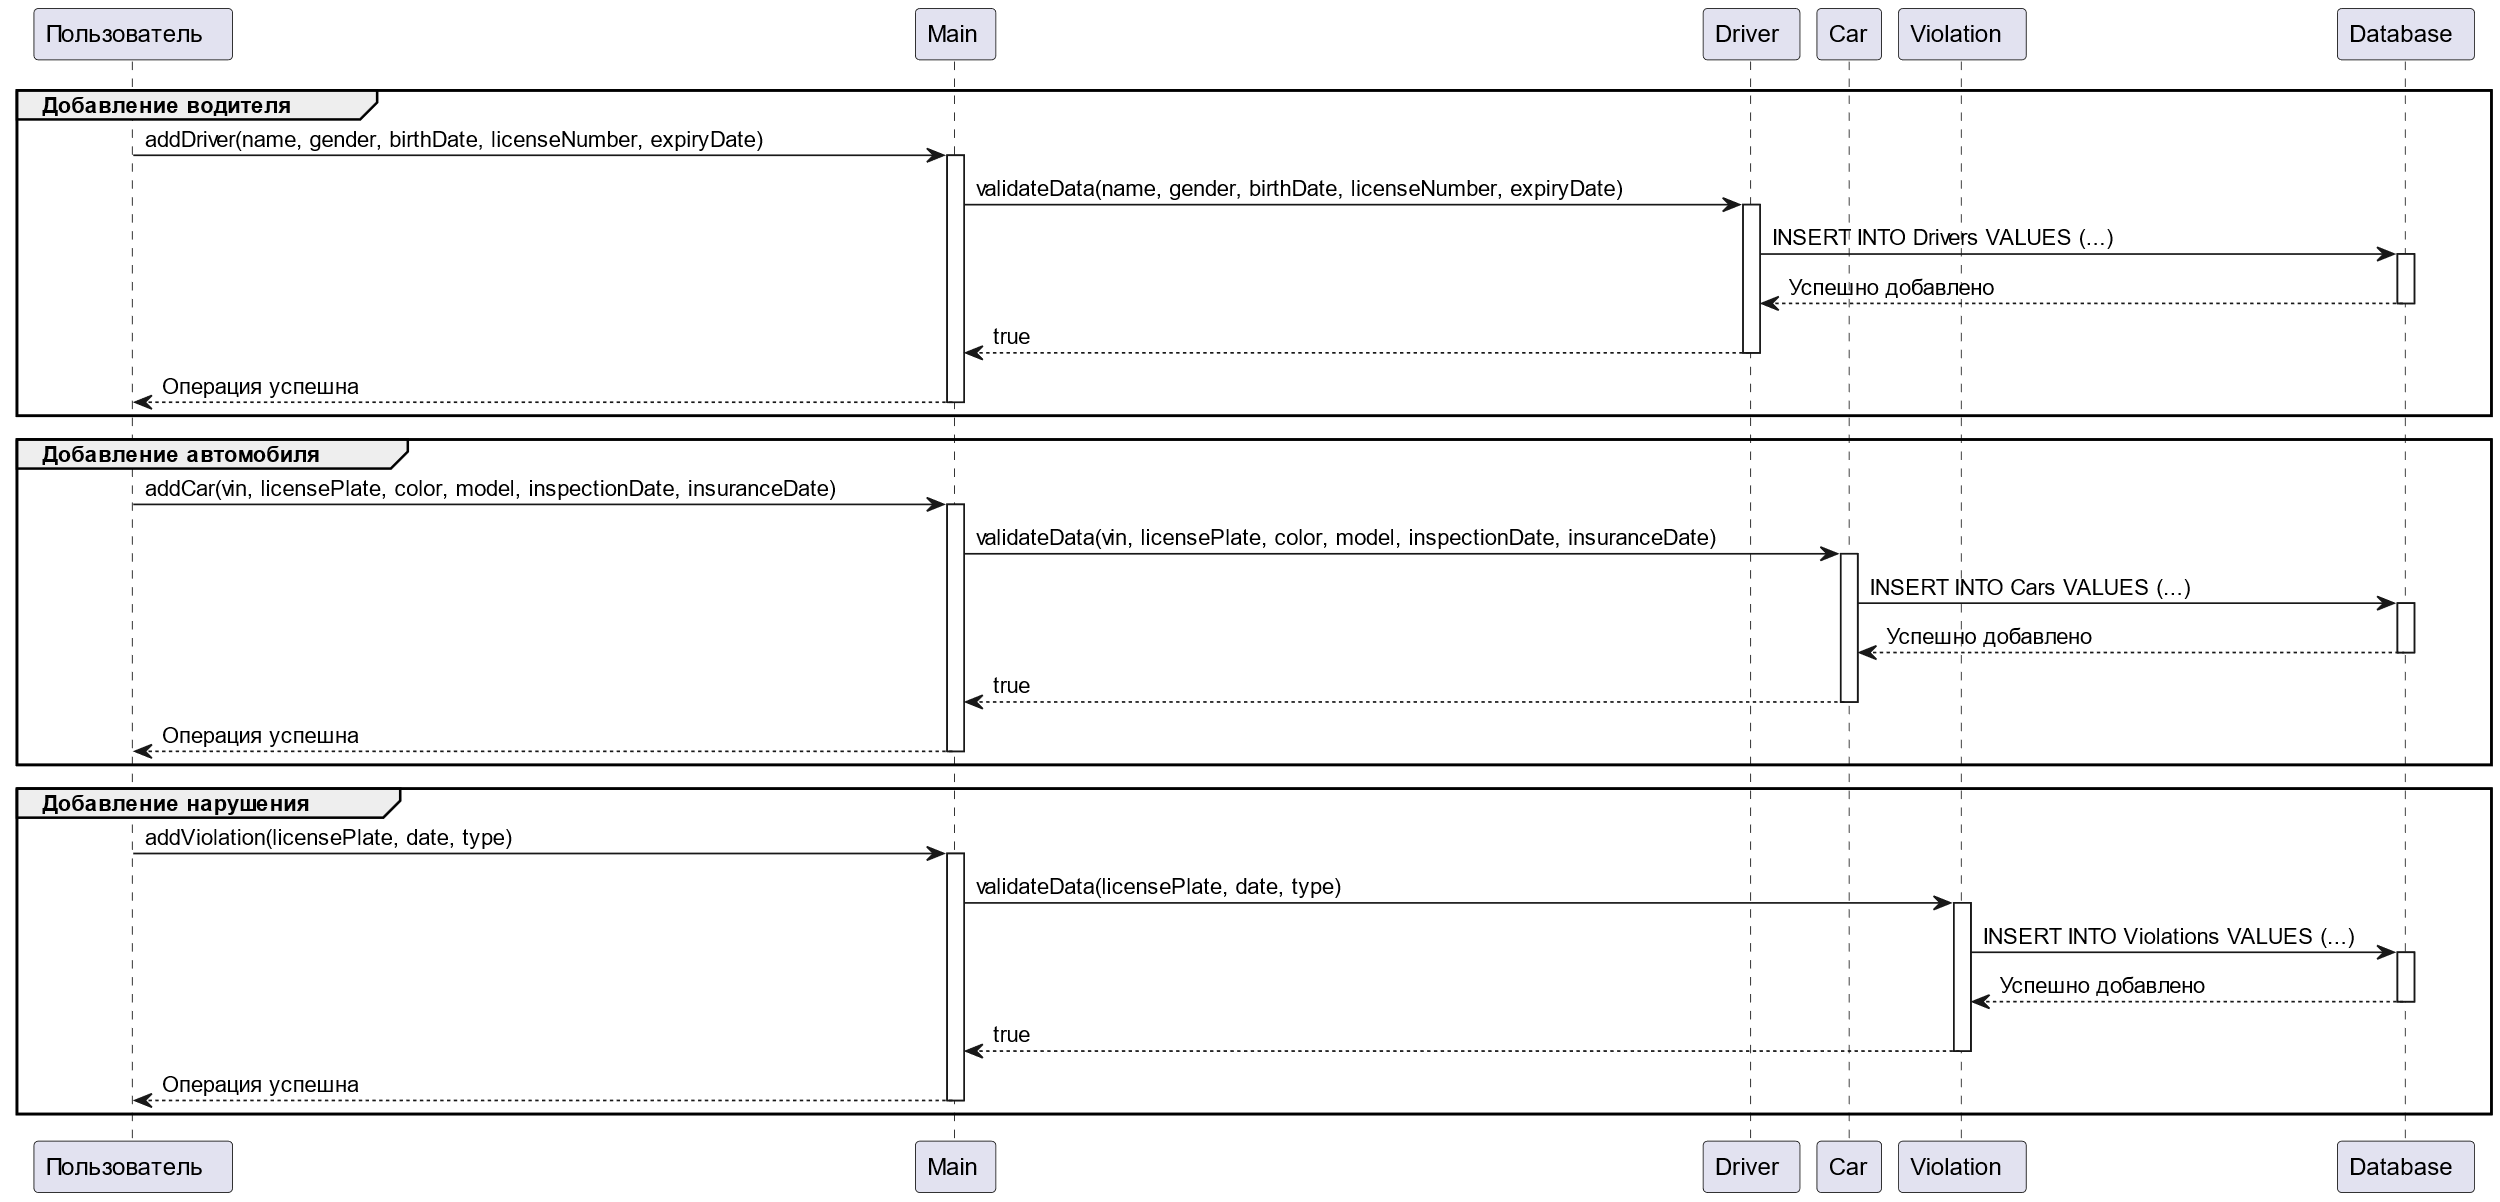 Пользователь
Main
Driver
Car
Violation
Database
Добавление водителя
addDriver(name, gender, birthDate, licenseNumber, expiryDate)
validateData(name, gender, birthDate, licenseNumber, expiryDate)
INSERT INTO Drivers VALUES (...)
Успешно добавлено
true
Операция успешна
Добавление автомобиля
addCar(vin, licensePlate, color, model, inspectionDate, insuranceDate)
validateData(vin, licensePlate, color, model, inspectionDate, insuranceDate)
INSERT INTO Cars VALUES (...)
Успешно добавлено
true
Операция успешна
Добавление нарушения
addViolation(licensePlate, date, type)
validateData(licensePlate, date, type)
INSERT INTO Violations VALUES (...)
Успешно добавлено
true
Операция успешна
Пользователь
Main
Driver
Car
Violation
Database